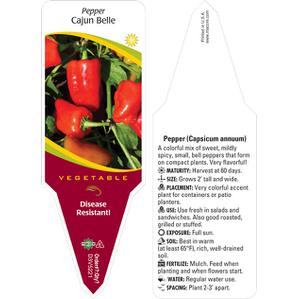 Pepper
Cajun Belle
VEGETABLE
Disease
Resistant!
Printed in U.S.A.
Pepper (Capsicum annuum)
A colorful mix of sweet, mildly
spicy, small, bell peppers that form
on compact plants. Very flavorful!
MATURITY: Harvest at 60 days.
SIZE: Grows 2' tall and wide.
PLACEMENT: Very colorful accent
plant for containers or patio
planters.
USE: Use fresh in salads and
sandwiches. Also good roasted,
grilled or stuffed.
EXPOSURE: Full sun.
SOIL: Best in warm
(at least 65°F), rich, well-drained
soil.
FERTILIZE: Mulch. Feed when
planting and when flowers start.
WATER: Regular water use.
SPACING: Plant 2-3' apart.